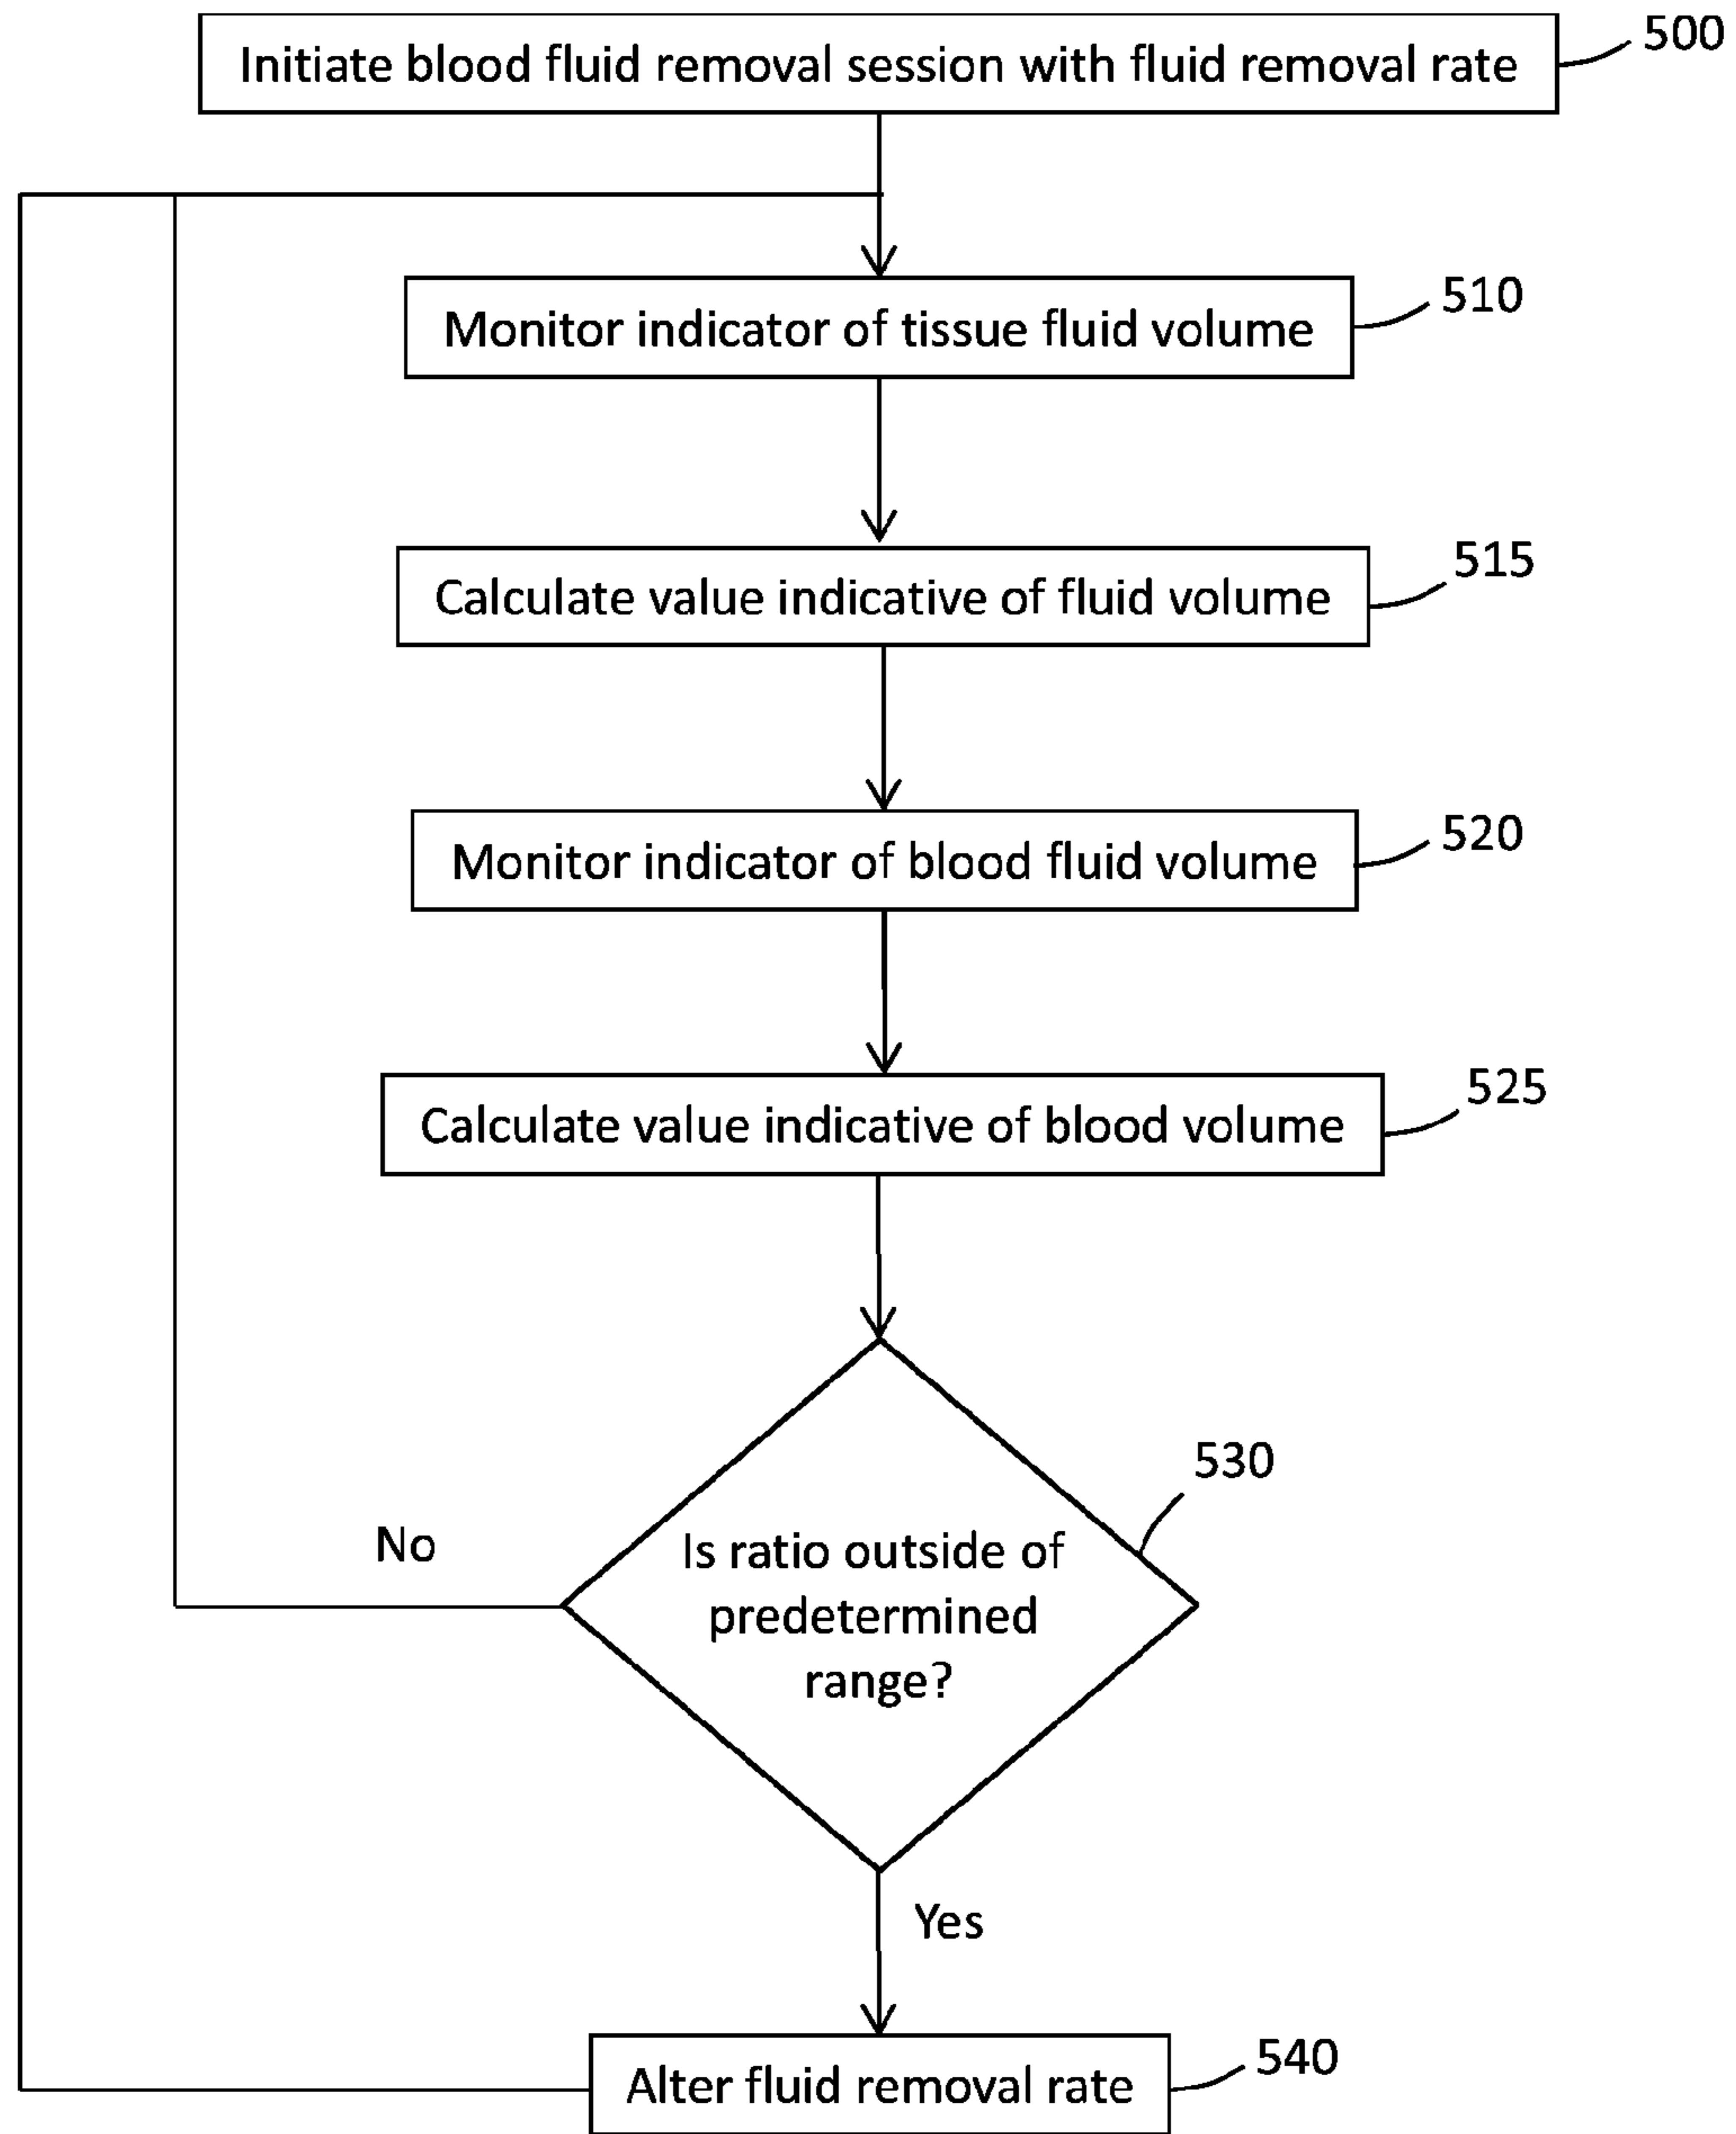 Initiate blood fluid removal session with fluid removal rate
500
Monitor indicator of tissue fluid volume
510
Calculate value indicative of fluid volume
515
Monitor indicator of blood fluid volume
520
Calculate value indicative of blood volume
525
530
Is ratio outside of
predetermined
range?
No
Yes
Alter fluid removal rate
540